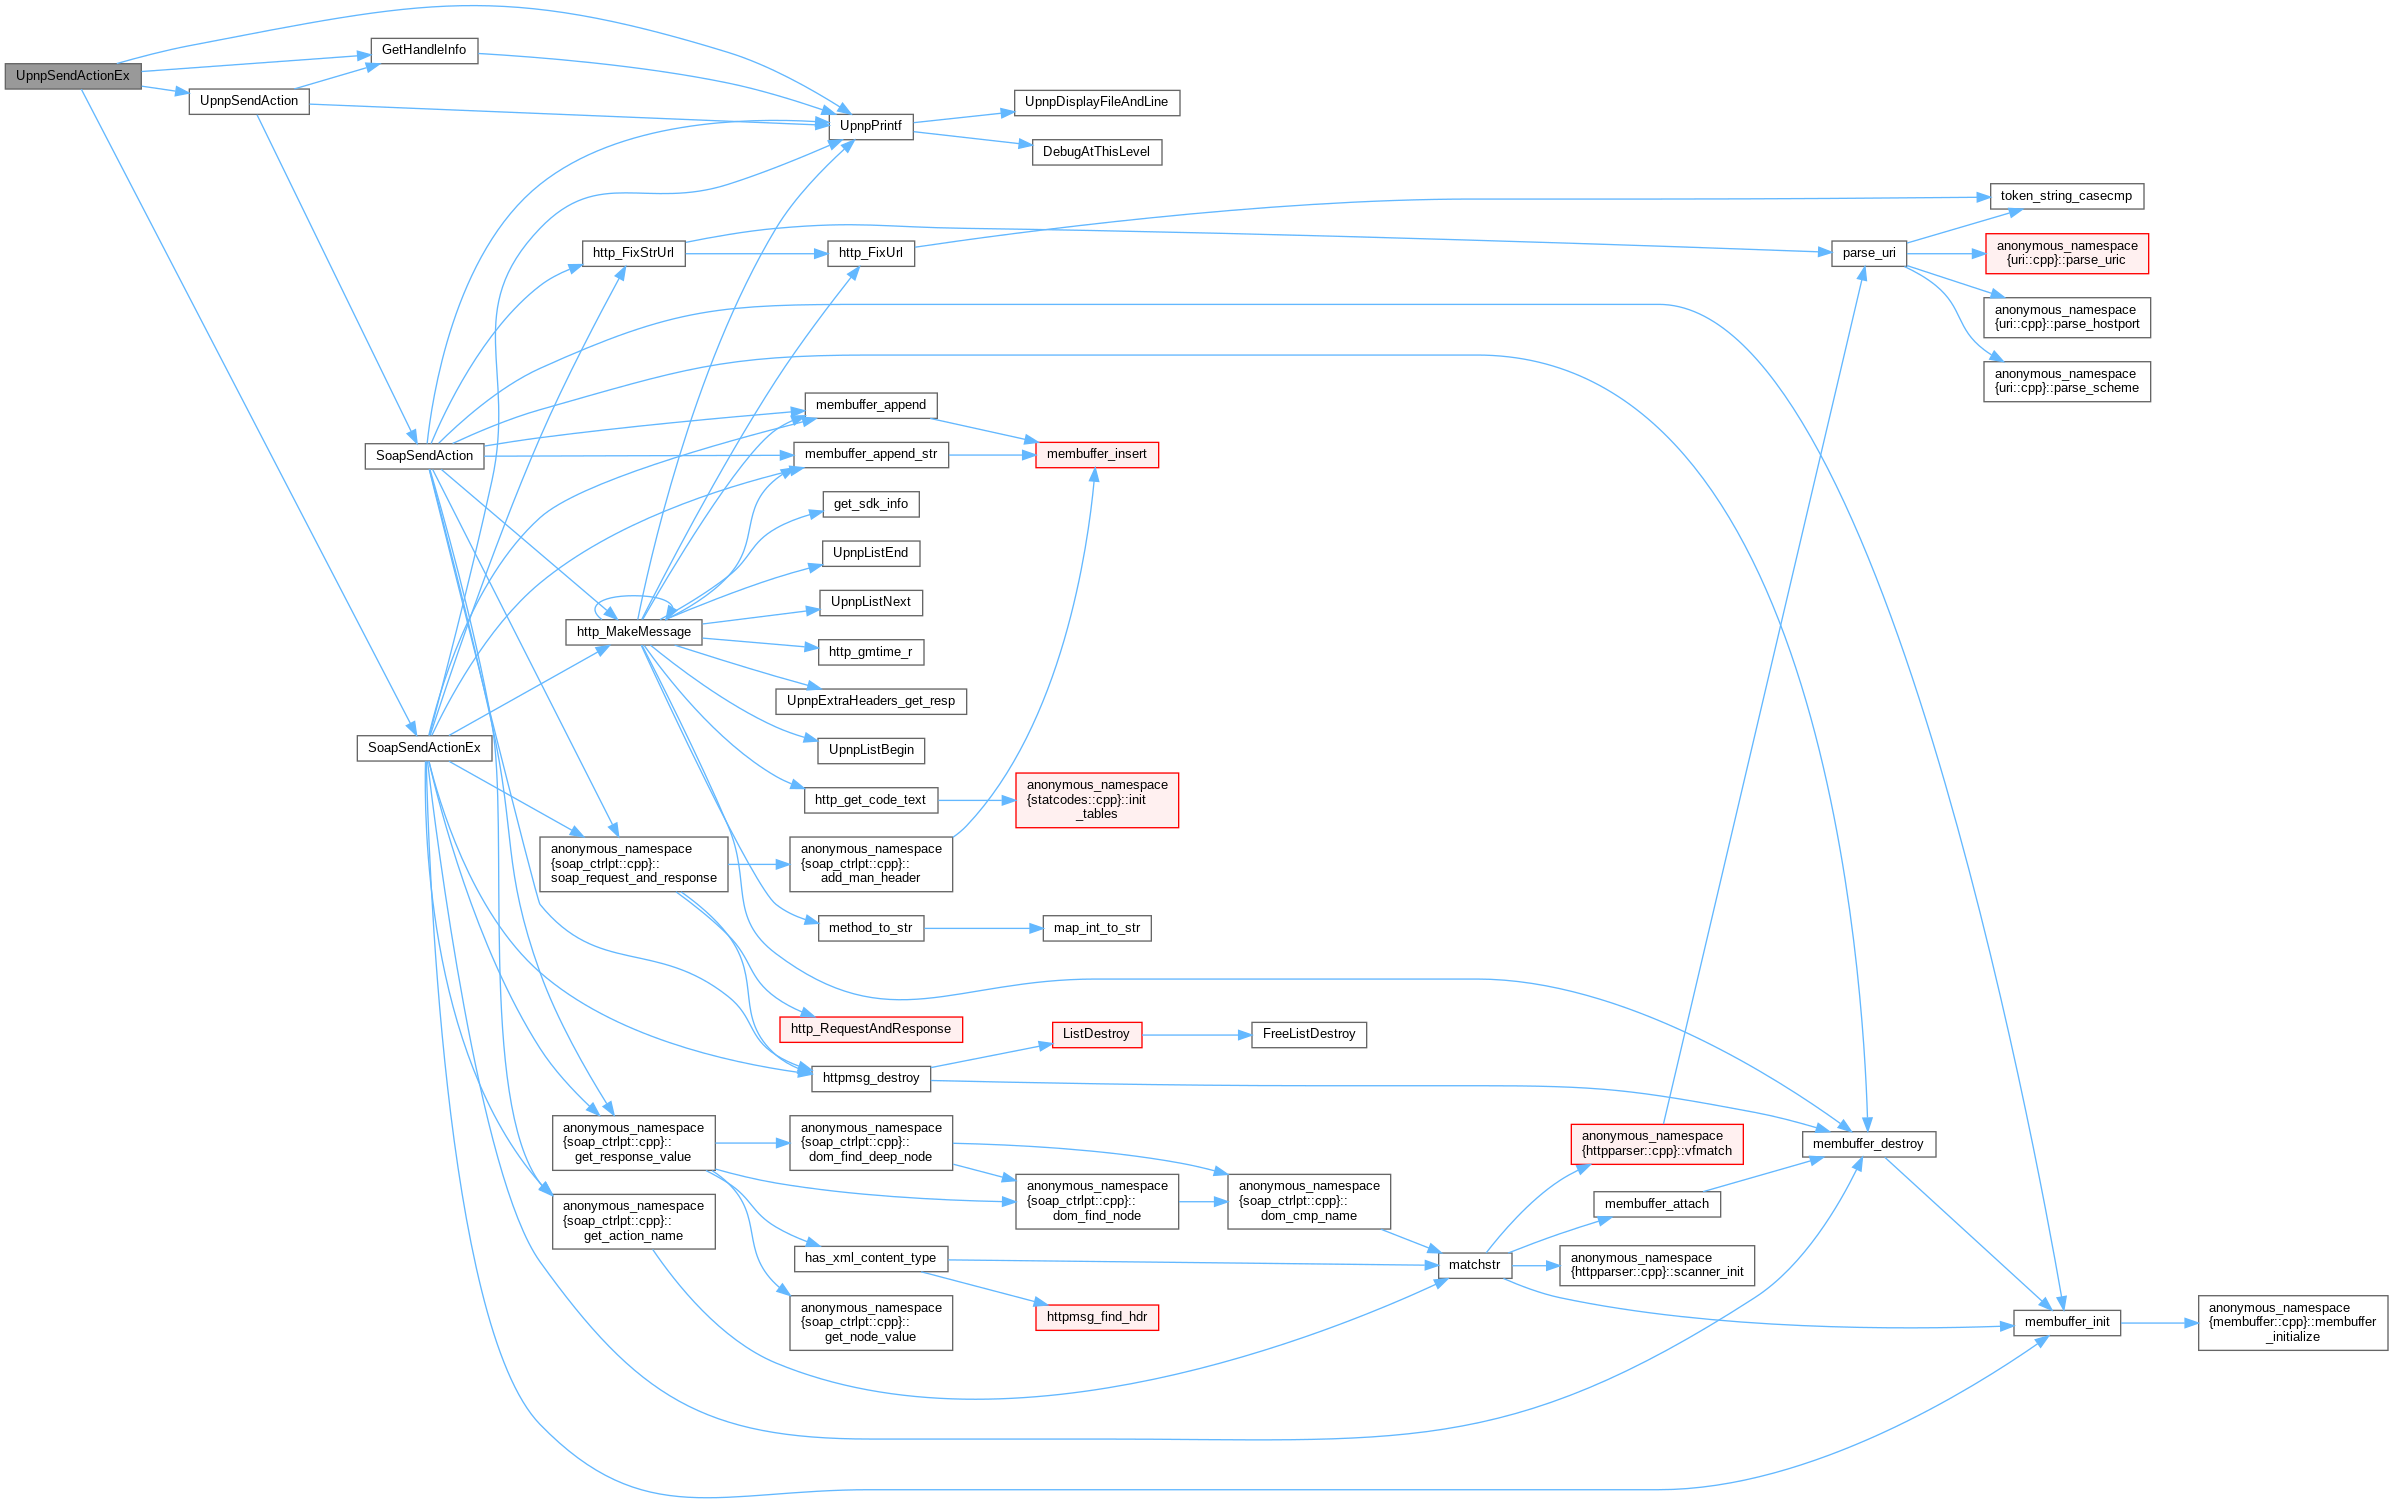 UpnpSendActionEx
GetHandleInfo
UpnpSendAction
UpnpPrintf
UpnpDisplayFileAndLine
DebugAtThisLevel
http_FixStrUrl
http_FixUrl
parse_uri
token_string_casecmp
anonymous_namespace
{uri::cpp}::parse_uric
anonymous_namespace
{uri::cpp}::parse_hostport
anonymous_namespace
{uri::cpp}::parse_scheme
SoapSendAction
membuffer_append
membuffer_append_str
membuffer_insert
get_sdk_info
UpnpListEnd
UpnpListNext
http_MakeMessage
http_gmtime_r
UpnpExtraHeaders_get_resp
UpnpListBegin
SoapSendActionEx
http_get_code_text
anonymous_namespace
{statcodes::cpp}::init
_tables
anonymous_namespace
{soap_ctrlpt::cpp}::
soap_request_and_response
anonymous_namespace
{soap_ctrlpt::cpp}::
add_man_header
method_to_str
map_int_to_str
http_RequestAndResponse
ListDestroy
FreeListDestroy
httpmsg_destroy
anonymous_namespace
{soap_ctrlpt::cpp}::
get_response_value
anonymous_namespace
{soap_ctrlpt::cpp}::
dom_find_deep_node
anonymous_namespace
{soap_ctrlpt::cpp}::
dom_find_node
anonymous_namespace
{soap_ctrlpt::cpp}::
dom_cmp_name
anonymous_namespace
{httpparser::cpp}::vfmatch
membuffer_destroy
membuffer_attach
anonymous_namespace
{soap_ctrlpt::cpp}::
get_action_name
has_xml_content_type
matchstr
anonymous_namespace
{httpparser::cpp}::scanner_init
anonymous_namespace
{soap_ctrlpt::cpp}::
get_node_value
httpmsg_find_hdr
membuffer_init
anonymous_namespace
{membuffer::cpp}::membuffer
_initialize